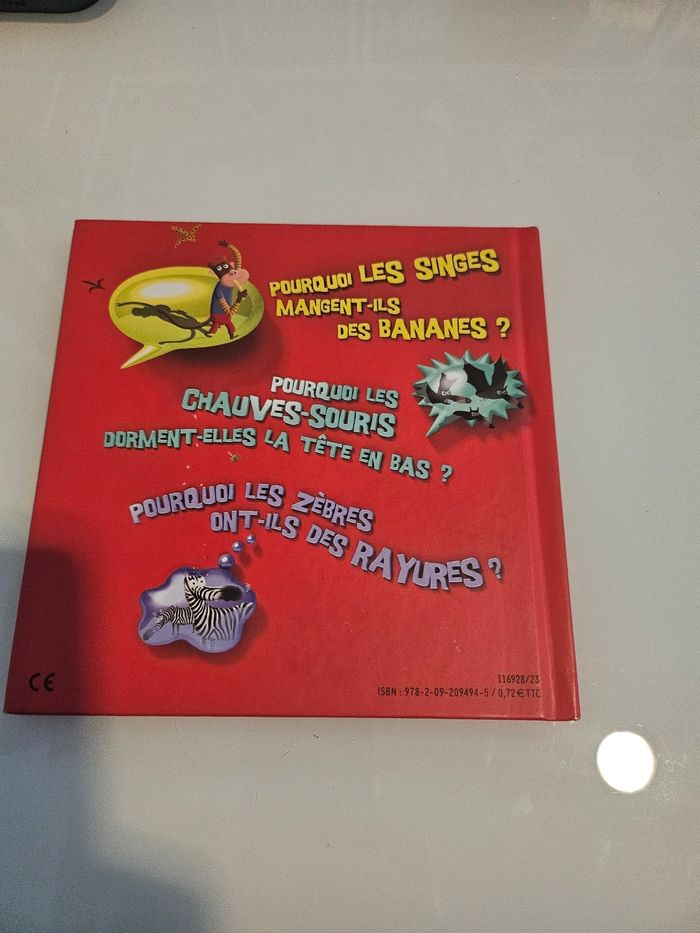 POURQUOI LES SINGES
MANGENT-ILS
DES BANANES ?
POURQUOI LES
CHAUVES-SOURIS
DORMENT-ELLES LA TÊTE EN BAS ?
POURQUOI LES ZÈBRES
ONT-ILS DES RAYURES ?
CE
116928/23
ISBN : 978-2-09-209494-5 / 0,72 € TTC